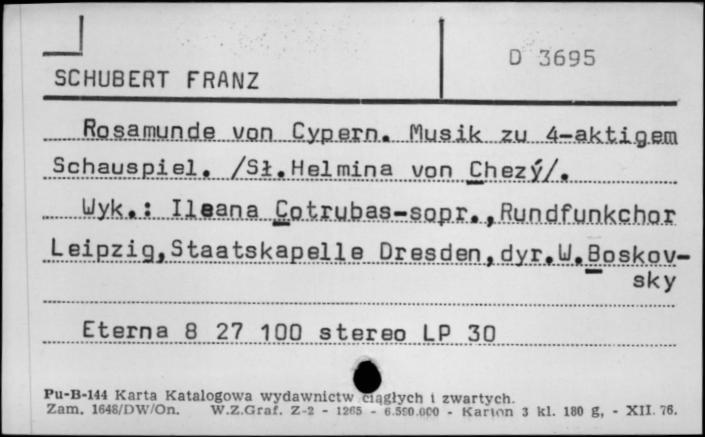 D 3695
SCHUBERT FRANZ
Rosamunde von Cypern. Musik zu 4-aktigem
Schauspiel. /Sł.Helmina von Chezý/.
Wyk.: Ileana Cotrubas-sopr.,Rundfunkchor
Leipzig,Staatskapelle Dresden,dyr.W.Boskov-
sky
Eterna 8 27 100 stereo LP 30
Pu-B-144 Karta Katalogowa wydawnictw ciągłych i zwartych.
Zam. 1648/DW/On. W.Z.Graf. Z-2 - 1265 - 6.590.000 - Karton 3 kl. 180 g, - XII. 76.